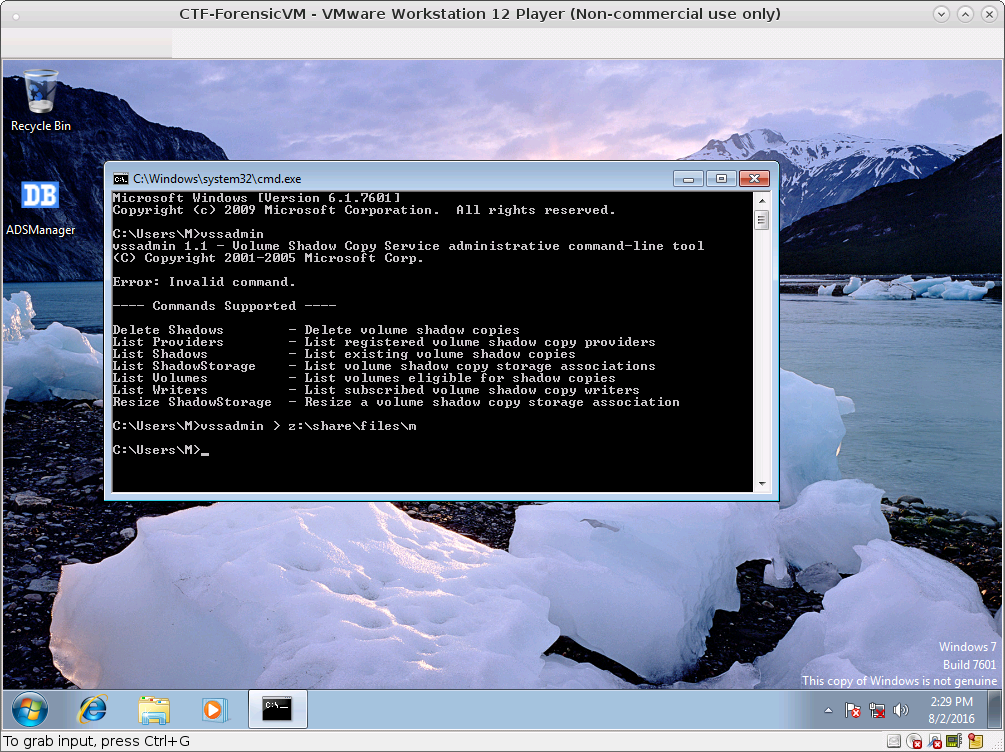 CTF-ForensicVM - VMware Workstation 12 Player (Non-commercial use only)
Recycle Bin
DB
ADSManager
C:\Windows\system32\cmd.exe
Microsoft Windows [Version 6.1.7601]
Copyright (c) 2009 Microsoft Corporation.  All rights reserved.
C:\Users\M>vssadmin
vssadmin 1.1 - Volume Shadow Copy Service administrative command-line tool
(C) Copyright 2001-2005 Microsoft Corp.
Error: Invalid command.
---- Commands Supported ----
Delete Shadows        - Delete volume shadow copies
List Providers        - List registered volume shadow copy providers
List Shadows          - List existing volume shadow copies
List ShadowStorage    - List volume shadow copy storage associations
List Volumes          - List volumes eligible for shadow copies
List Writers          - List subscribed volume shadow copy writers
Resize ShadowStorage  - Resize a volume shadow copy storage association
C:\Users\M>vssadmin > z:\share\files\m
C:\Users\M>_
Windows 7
Build 7601
This copy of Windows is not genuine
2:29 PM
8/2/2016
To grab input, press Ctrl+G